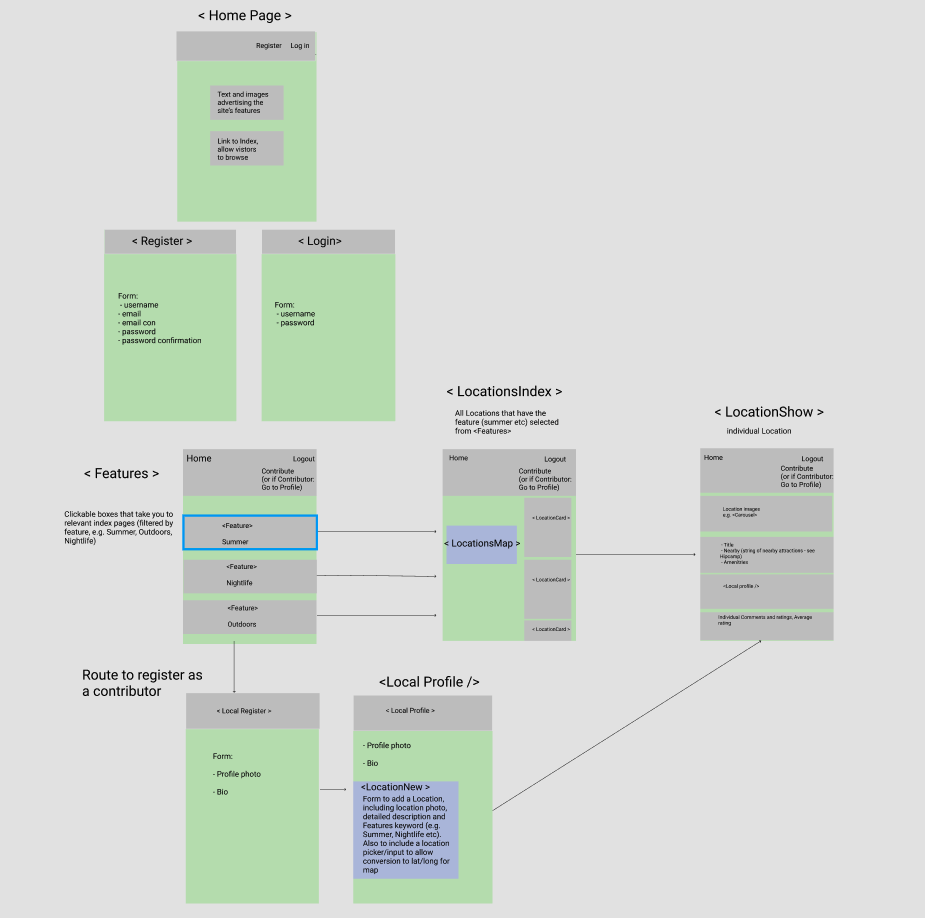 < Home Page >
Register Log in
Text and images
advertising the
site's features
Link to Index,
allow vistors
to browse
< Register >
Form:
- username
- email
- email con
- password
- password confirmation
< Login>
Form:
- username
- password
< Features >
Clickable boxes that take you to
relevant index pages (filtered by
feature, e.g. Summer, Outdoors,
Nightlife)
Home Logout
Contribute
(or if Contributor:
Go to Profile)
<Feature>
Summer
<Feature>
Nightlife
<Feature>
Outdoors
< LocationsIndex >
All Locations that have the
feature (summer etc) selected
from <Features>
Home Logout
Contribute
(or if Contributor:
Go to Profile)
< LocationsMap >
< LocationCard >
< LocationCard >
< LocationCard >
< LocationShow >
individual Location
Home Logout
Contribute
(or if Contributor:
Go to Profile)
Location images
e.g. <Carousel>
- Title
- Nearby (string of nearby attractions - see
Hipcamp)
- Amenities
<Local profile />
Individual Comments and ratings, Average
rating
Route to register as
a contributor
< Local Register >
Form:
- Profile photo
- Bio
<Local Profile />
< Local Profile >
- Profile photo
- Bio
<LocationNew >
Form to add a Location,
including location photo,
detailed description and
Features keyword (e.g.
Summer, Nightlife etc).
Also to include a location
picker/input to allow
conversion to lat/long for
map